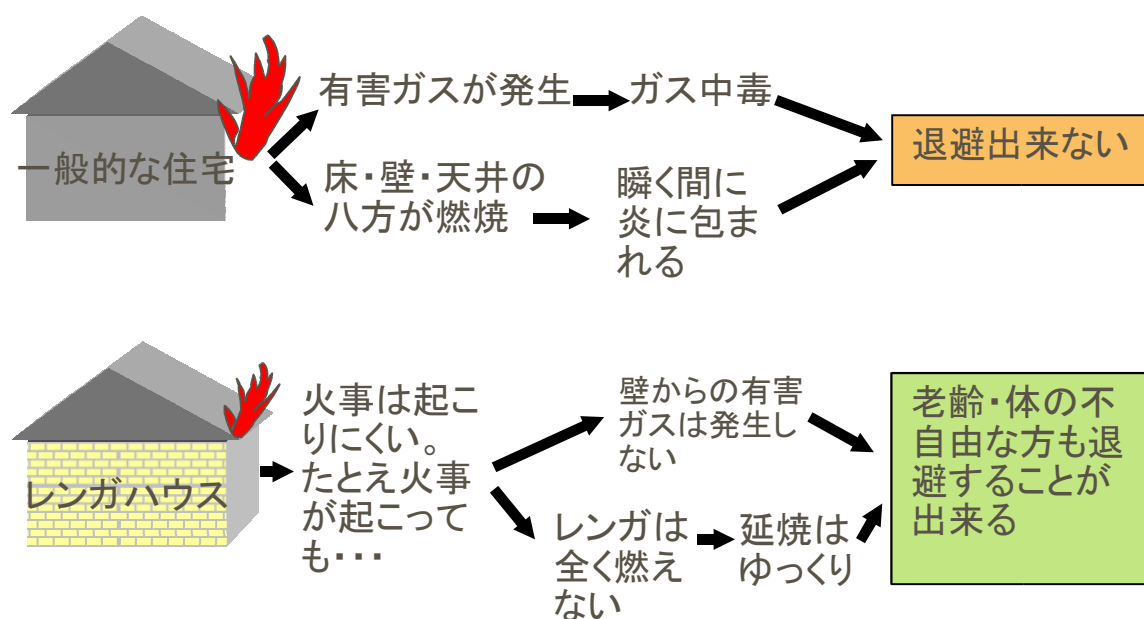 一般的な住宅
有害ガスが発生
ガス中毒
床・壁・天井の
八方が燃焼
瞬く間に
炎に包ま
れる
退避出来ない
レンガハウス
火事は起こ
りにくい。
たとえ火事
が起こって
も・・・
壁からの有害
ガスは発生し
ない
レンガは
全く燃え
ない
延焼は
ゆっくり
老齢・体の不
自由な方も退
避することが
出来る